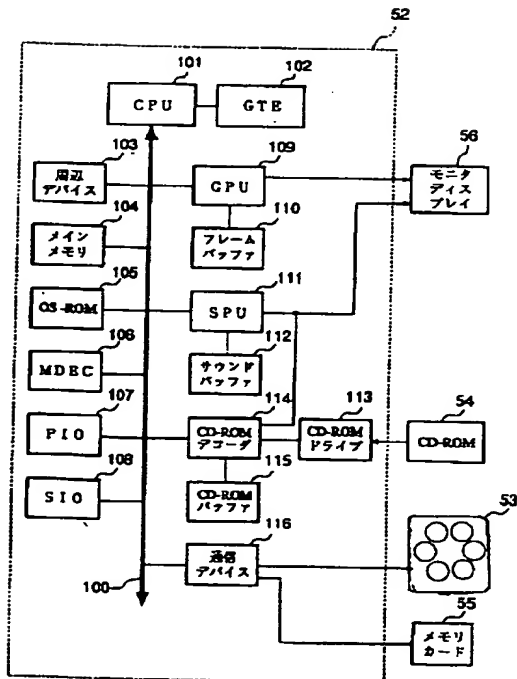 52
101
102
CPU
GTE
103
109
56
周辺
デバイス
GPU
モニタ
ディス
プレイ
104
110
メイン
メモリ
フレーム
バッファ
105
111
OS-ROM
SPU
106
112
MDEC
サウンド
バッファ
107
114
113
54
PIO
CD-ROM
デコーダ
CD-ROM
ドライブ
CD-ROM
108
115
53
SIO
CD-ROM
バッファ
116
100
通信
デバイス
55
メモリ
カード